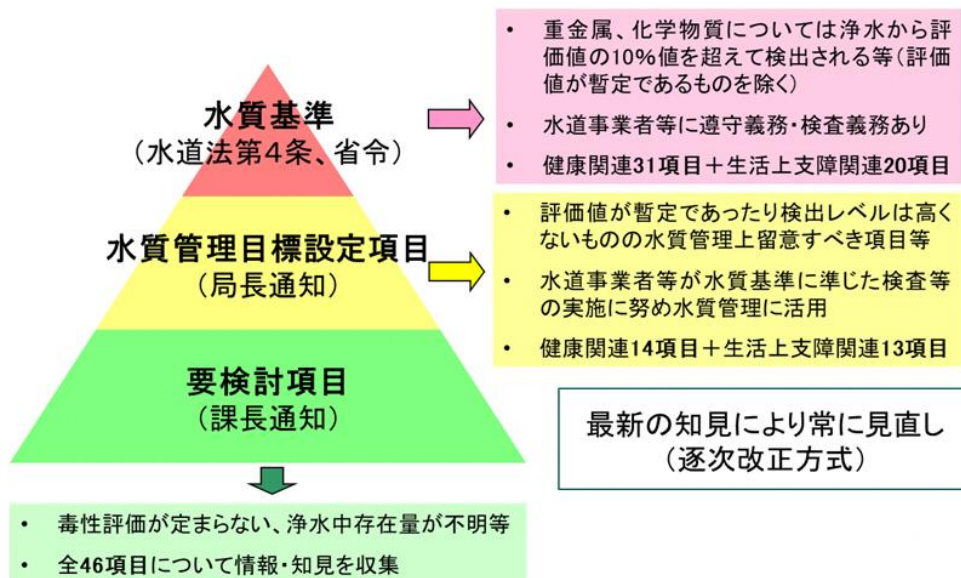 水質基準
(水道法第4条、省令)
・ 重金属、化学物質については浄水から評
価値の10%値を超えて検出される等(評価
値が暫定であるものを除く)
・ 水道事業者等に遵守義務・検査義務あり
・ 健康関連31項目+生活上支障関連20項目
水質管理目標設定項目
(局長通知)
・ 評価値が暫定であったり検出レベルは高く
ないものの水質管理上留意すべき項目等
・ 水道事業者等が水質基準に準じた検査等
の実施に努め水質管理に活用
・ 健康関連14項目+生活上支障関連13項目
要検討項目
(課長通知)
最新の知見により常に見直し
(逐次改正方式)
・ 毒性評価が定まらない、浄水中存在量が不明等
・ 全46項目について情報・知見を収集